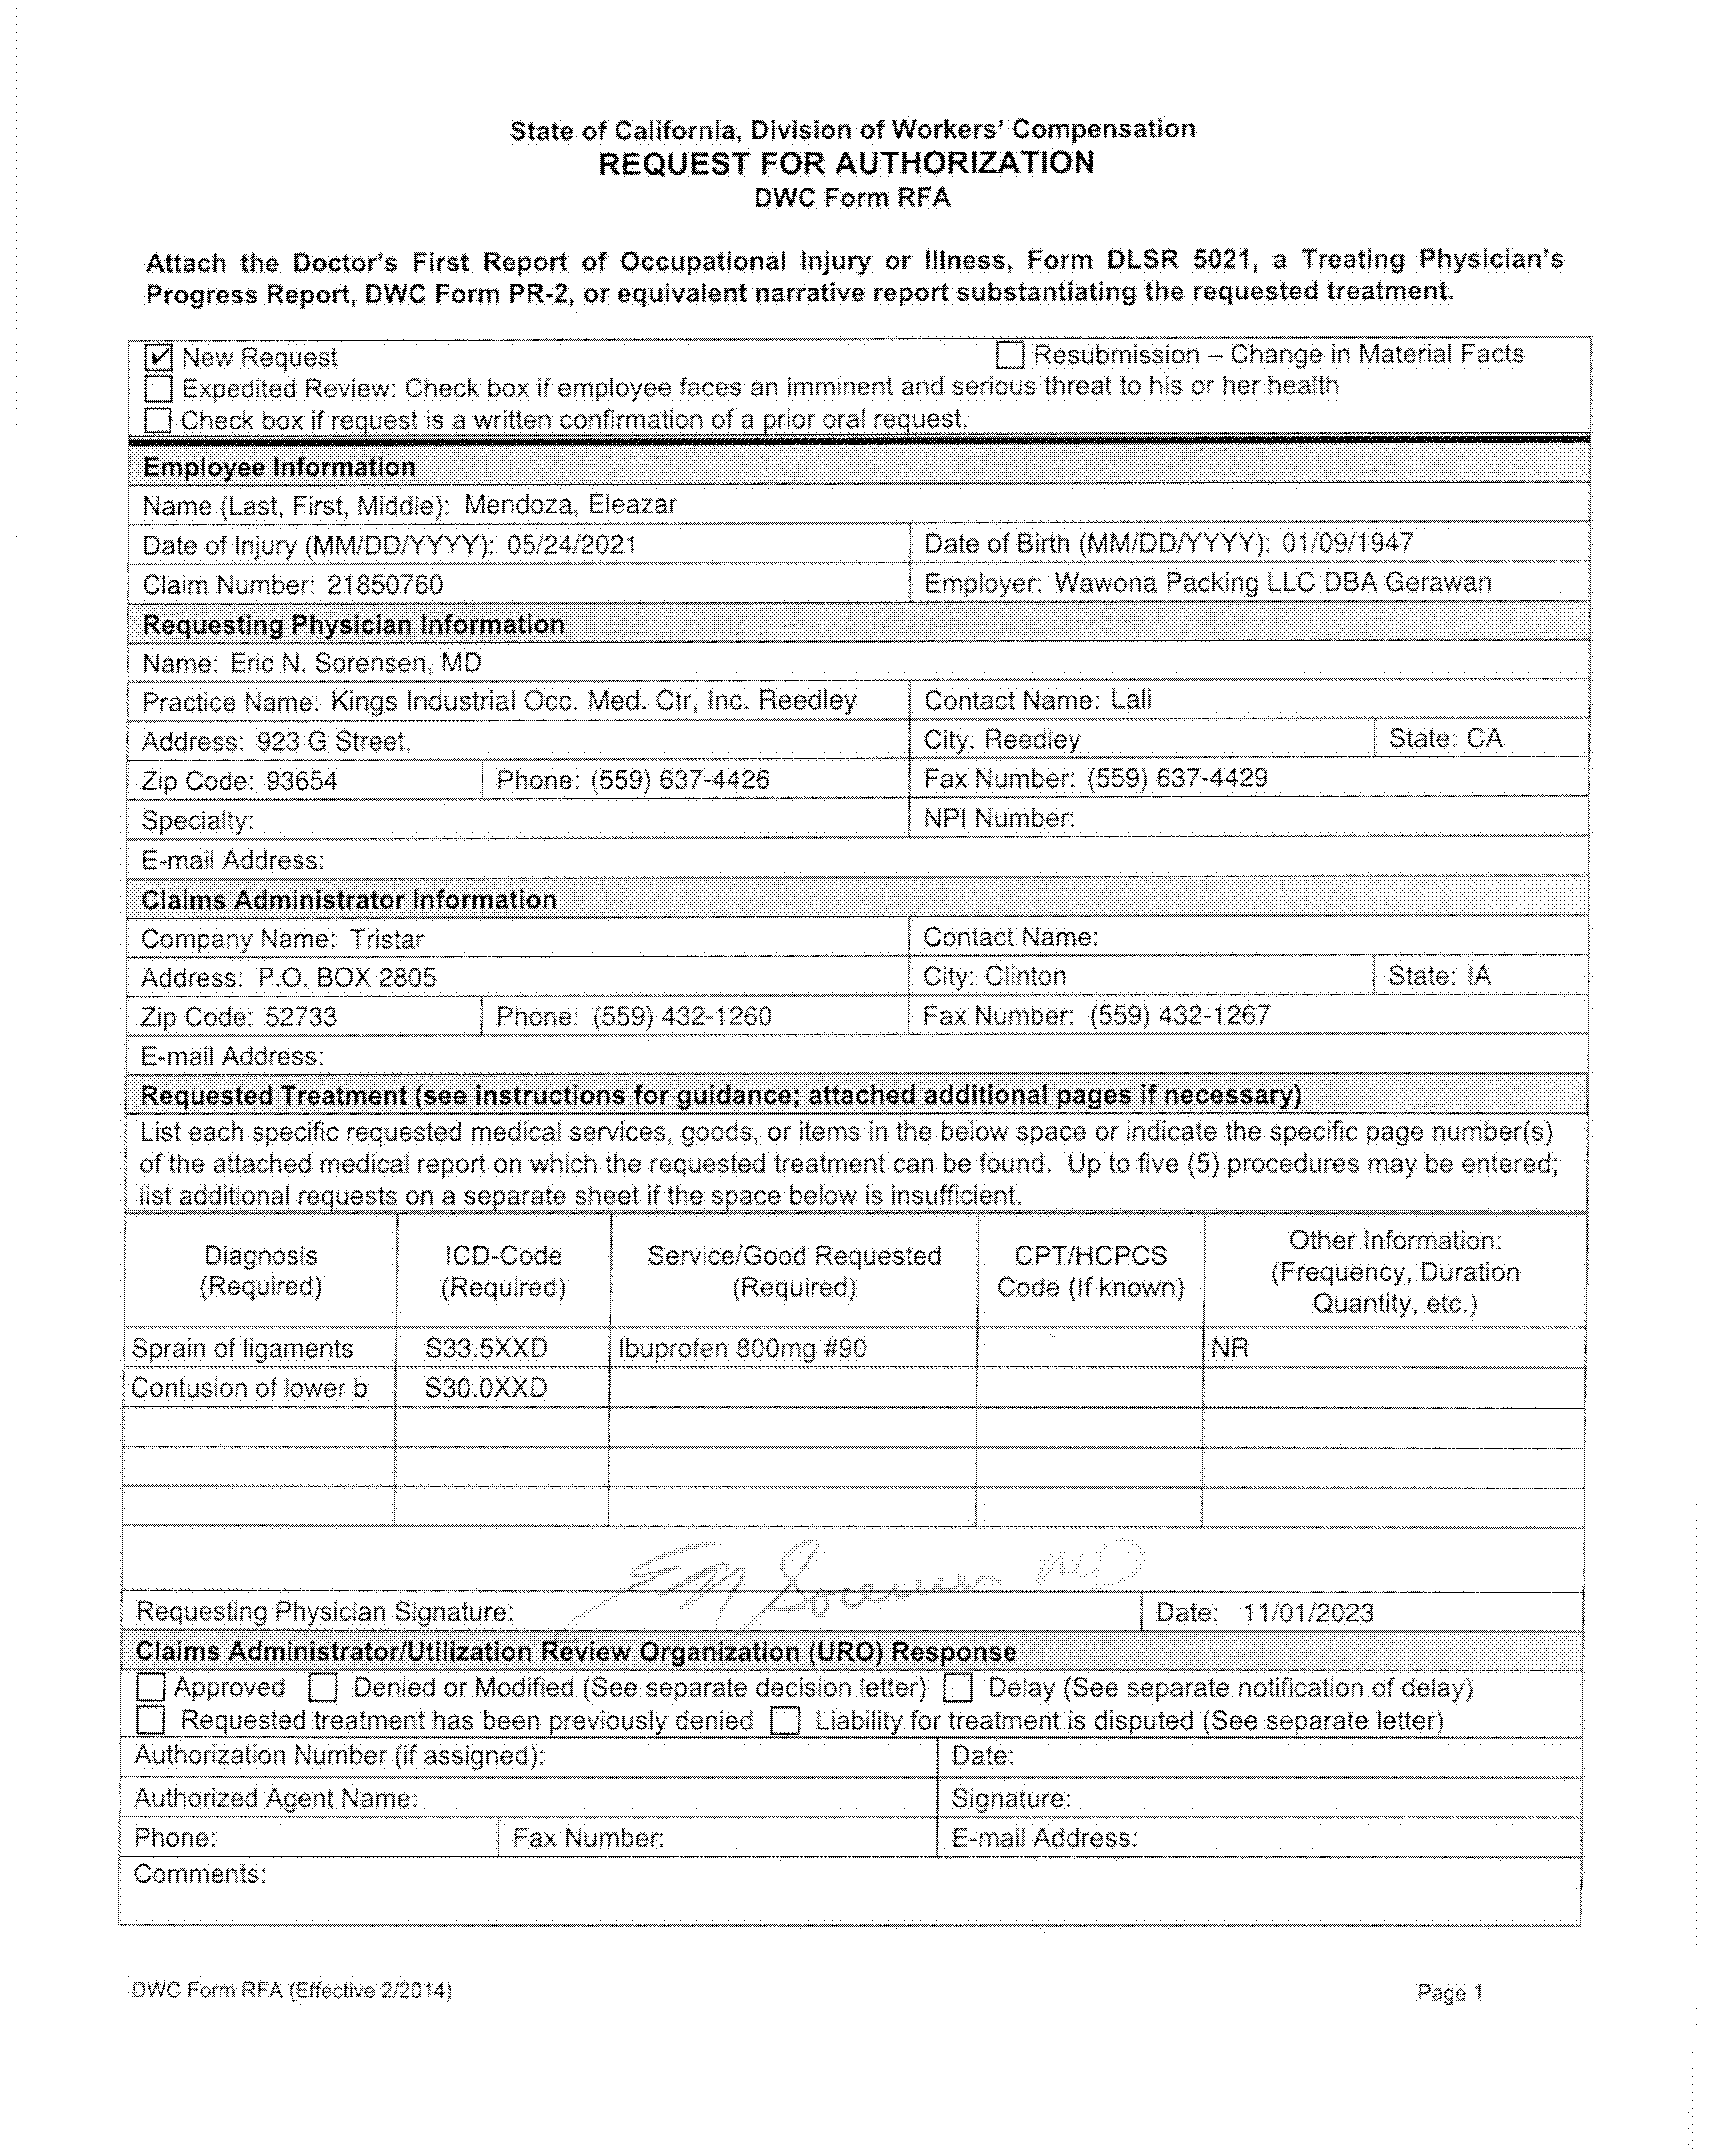 State of California, Division of Workers' Compensation
REQUEST FOR AUTHORIZATION
DWC Form RFA
Attach the Doctor's First Report of Occupational Injury or Illness, Form DLSR 5021, a Treating Physician's
Progress Report, DWC Form PR-2, or equivalent narrative report substantiating the requested treatment.
New Request Resubmission – Change in Material Facts
Expedited Review: Check box if employee faces an imminent and serious threat to his or her health
Check box if request is a written confirmation of a prior oral request.
Employee Information
Name (Last, First, Middle): Mendoza, Eleazar
Date of Injury (MM/DD/YYYY): 05/24/2021 Date of Birth (MM/DD/YYYY): 01/09/1947
Claim Number: 21850760 Employer: Wawona Packing LLC DBA Gerawan
Requesting Physician Information
Name: Eric N. Sorensen, MD
Practice Name: Kings Industrial Occ. Med. Ctr, Inc. Reedley Contact Name: Lali
Address: 923 G Street, City: Reedley State: CA
Zip Code: 93654 Phone: (559) 637-4426 Fax Number: (559) 637-4429
Specialty: NPI Number:
E-mail Address:
Claims Administrator Information
Company Name: Tristar Contact Name:
Address: P.O. BOX 2805 City: Clinton State: IA
Zip Code: 52733 Phone: (559) 432-1260 Fax Number: (559) 432-1267
E-mail Address:
Requested Treatment (see instructions for guidance; attached additional pages if necessary)
List each specific requested medical services, goods, or items in the below space or indicate the specific page number(s)
of the attached medical report on which the requested treatment can be found. Up to five (5) procedures may be entered;
list additional requests on a separate sheet if the space below is insufficient.
Diagnosis (Required) ICD-Code (Required) Service/Good Requested (Required) CPT/HCPCS Code (If known) Other Information: (Frequency, Duration Quantity, etc.)
Sprain of ligaments S33.5XXD Ibuprofen 800mg #90 NR
Contusion of lower b S30.0XXD
Requesting Physician Signature: Date: 11/01/2023
Claims Administrator/Utilization Review Organization (URO) Response
Approved Denied or Modified (See separate decision letter) Delay (See separate notification of delay)
Requested treatment has been previously denied Liability for treatment is disputed (See separate letter)
Authorization Number (if assigned): Date:
Authorized Agent Name: Signature:
Phone: Fax Number: E-mail Address:
Comments:
DWC Form RFA (Effective 2/2014) Page 1